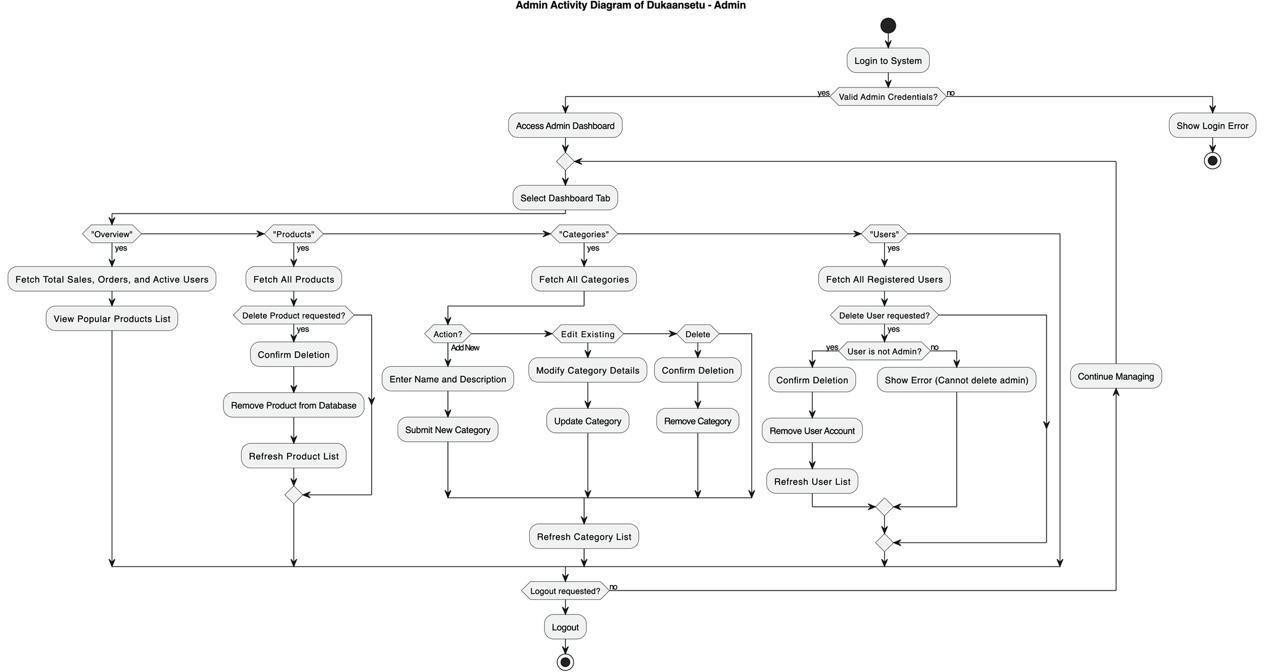 Admin Activity Diagram of Dukaansetu - Admin
Login to System
yes
Valid Admin Credentials?
no
Access Admin Dashboard
Show Login Error
Select Dashboard Tab
"Overview"
"Products"
"Categories"
"Users"
yes
yes
yes
yes
Fetch Total Sales, Orders, and Active Users
Fetch All Products
Fetch All Categories
Fetch All Registered Users
View Popular Products List
Delete Product requested?
Delete User requested?
yes
yes
Action?
Edit Existing
Delete
Add New
yes
User is not Admin?
no
Confirm Deletion
Enter Name and Description
Modify Category Details
Confirm Deletion
Confirm Deletion
Show Error (Cannot delete admin)
Continue Managing
Remove Product from Database
Submit New Category
Update Category
Remove Category
Remove User Account
Refresh Product List
Refresh User List
Refresh Category List
Logout requested?
no
Logout